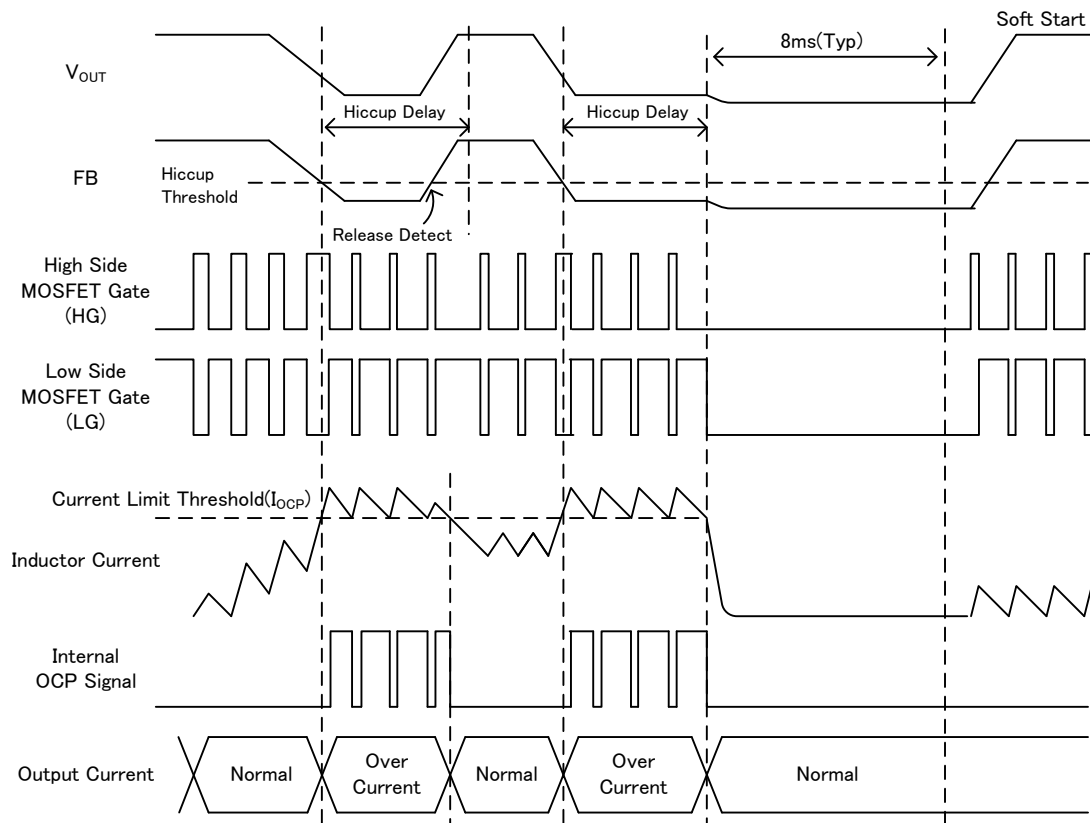 Soft Start
8ms(Typ)
VOUT
Hiccup Delay
Hiccup Delay
FB
Hiccup
Threshold
Release Detect
High Side
MOSFET Gate
(HG)
Low Side
MOSFET Gate
(LG)
Current Limit Threshold(IOCP)
Inductor Current
Internal
OCP Signal
Output Current
Normal
Over
Current
Normal
Over
Current
Normal